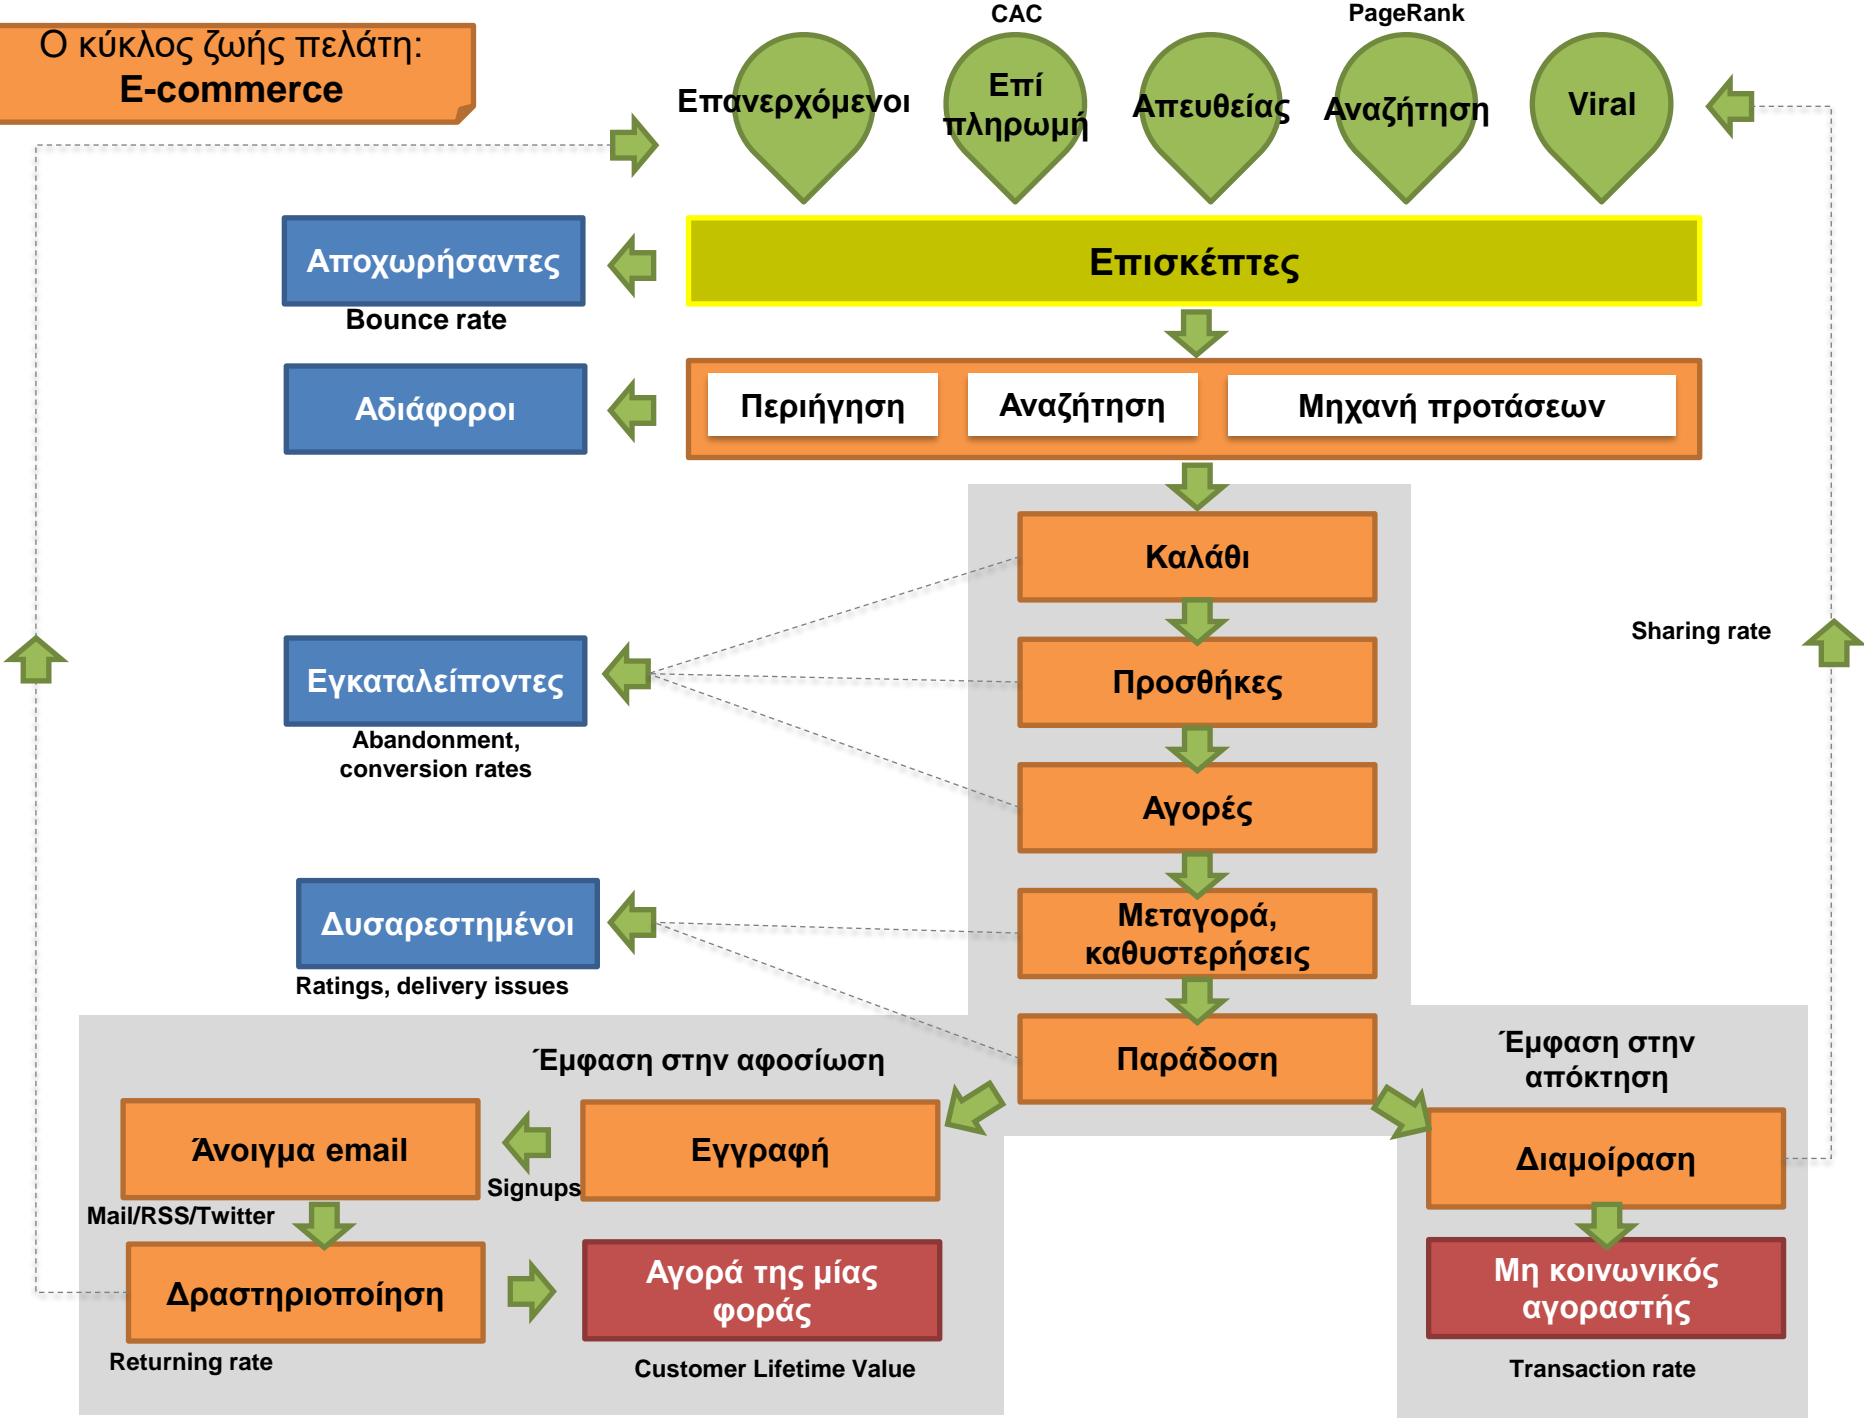 Ο κύκλος ζωής πελάτη:
E-commerce
CAC
PageRank
Επανερχόμενοι
Επί
πληρωμή
Απευθείας
Αναζήτηση
Viral
Αποχωρήσαντες
Επισκέπτες
Bounce rate
Αδιάφοροι
Περιήγηση
Αναζήτηση
Μηχανή προτάσεων
Καλάθι
Sharing rate
Εγκαταλείποντες
Προσθήκες
Abandonment,
conversion rates
Αγορές
Δυσαρεστημένοι
Μεταγορά,
καθυστερήσεις
Ratings, delivery issues
Παράδοση
Έμφαση στην αφοσίωση
Έμφαση στην
απόκτηση
Άνοιγμα email
Εγγραφή
Διαμοίραση
Signups
Mail/RSS/Twitter
Δραστηριοποίηση
Αγορά της μίας
φοράς
Μη κοινωνικός
αγοραστής
Returning rate
Customer Lifetime Value
Transaction rate